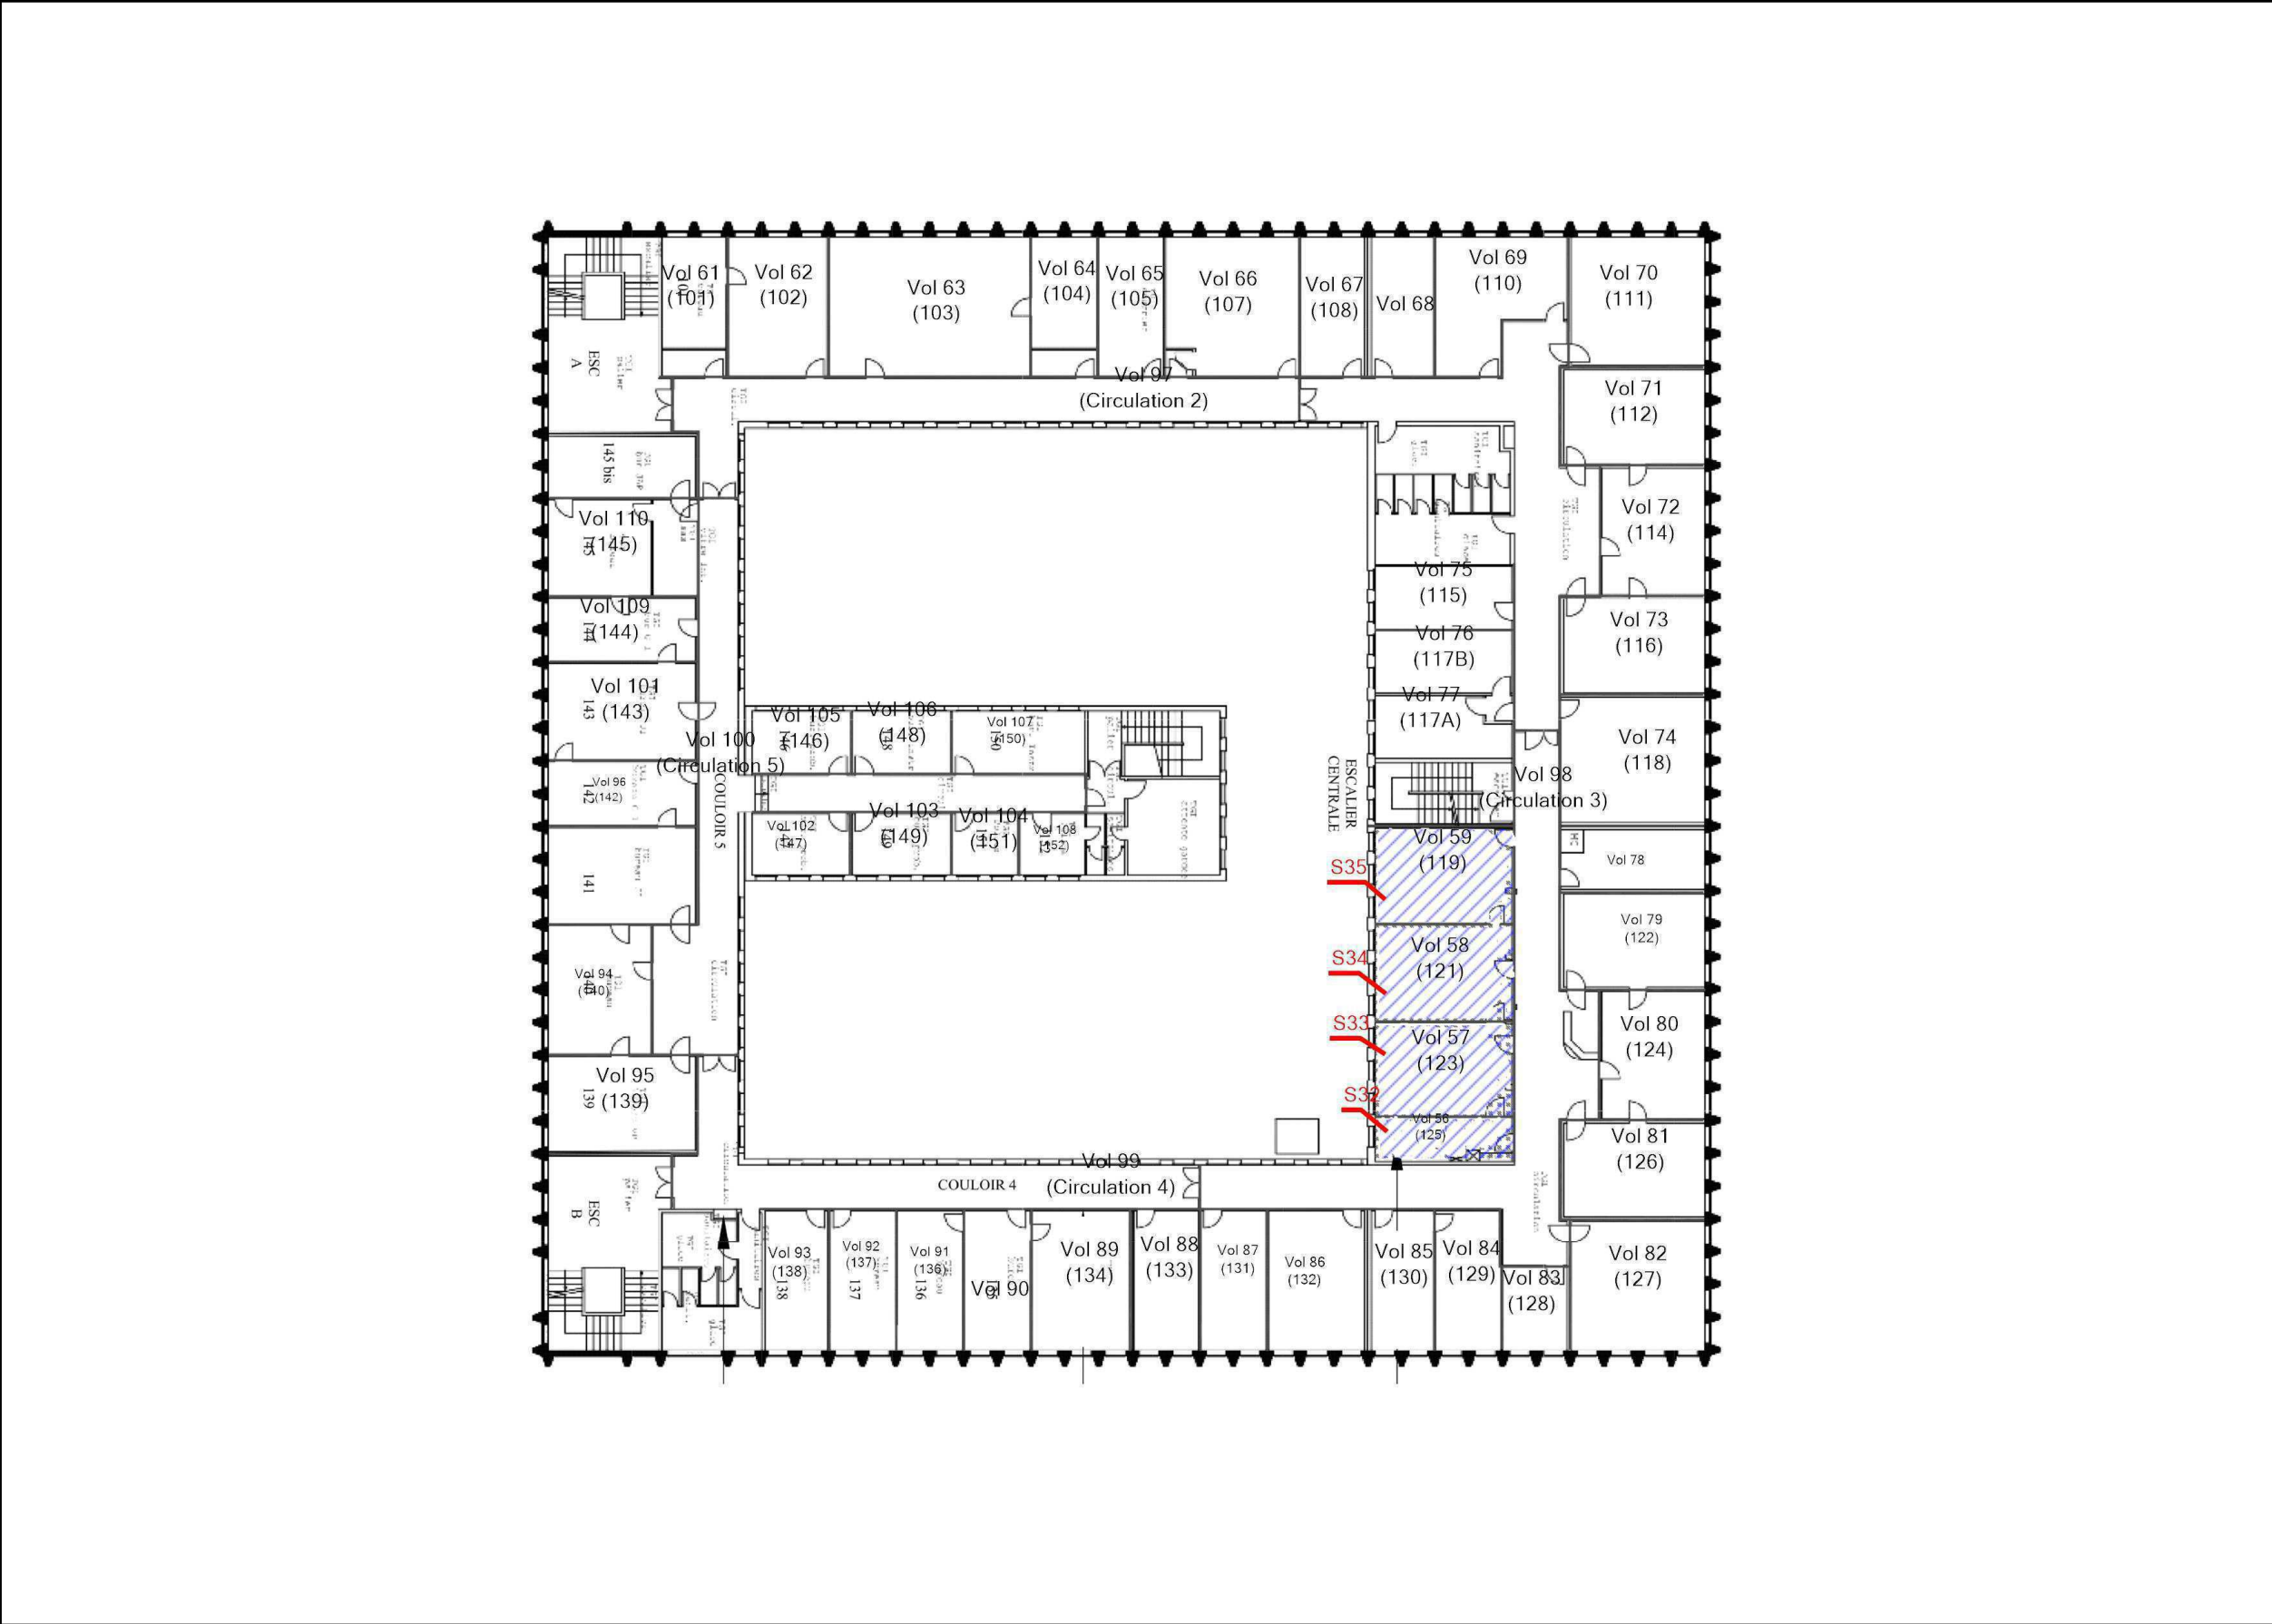 Vol 61
(101)
Vol 62
(102)
Vol 63
(103)
Vol 64
(104)
Vol 65
(105)
Vol 66
(107)
Vol 67
(108)
Vol 68
Vol 69
(110)
Vol 70
(111)
ESC
A
Vol 97
(Circulation 2)
Vol 71
(112)
145 bis
Vol 72
(114)
Vol 110
(145)
Vol 75
(115)
Vol 109
(144)
144
Vol 76
(117B)
Vol 73
(116)
Vol 101
(143)
143
Vol 77
(117A)
Vol 105
(146)
Vol 106
(148)
Vol 107
(150)
Vol 74
(118)
Vol 100
(Circulation 5)
COULOIR 5
Vol 96
(142)
142
ESCALIER
CENTRALE
Vol 98
(Circulation 3)
Vol 102
(147)
Vol 103
(149)
Vol 104
(151)
Vol 108
(152)
Vol 59
(119)
S35
Vol 78
141
Vol 79
(122)
Vol 58
(121)
S34
Vol 94
(140)
Vol 80
(124)
Vol 57
(123)
S33
Vol 95
(139)
139
S32
Vol 56
(125)
Vol 81
(126)
Vol 99
(Circulation 4)
COULOIR 4
ESC
B
Vol 93
(138)
138
Vol 92
(137)
137
Vol 91
(136)
136
Vol 90
Vol 89
(134)
Vol 88
(133)
Vol 87
(131)
Vol 86
(132)
Vol 85
(130)
Vol 84
(129)
Vol 83
(128)
Vol 82
(127)